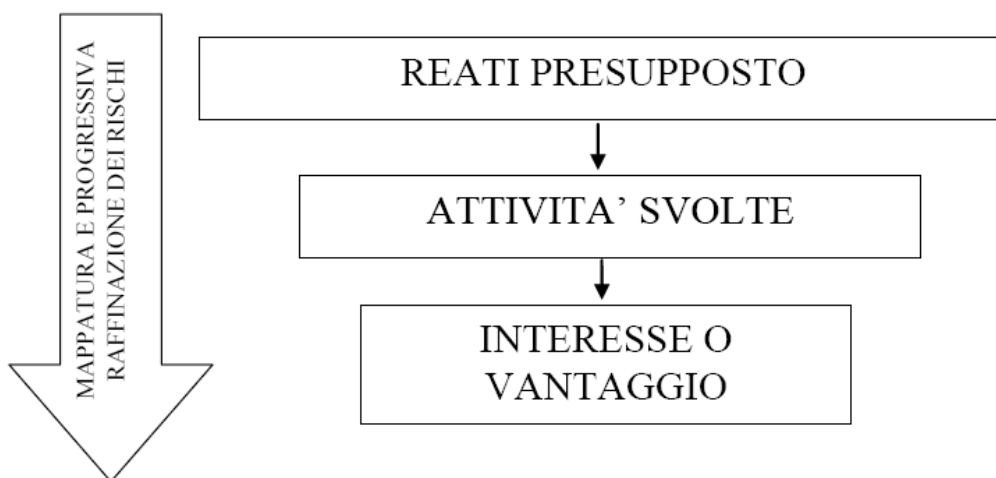 MAPPATURA E PROGRESSIVA
RAFFINAZIONE DEI RISCHI
REATI PRESUPPOSTO
ATTIVITA’ SVOLTE
INTERESSE O
VANTAGGIO